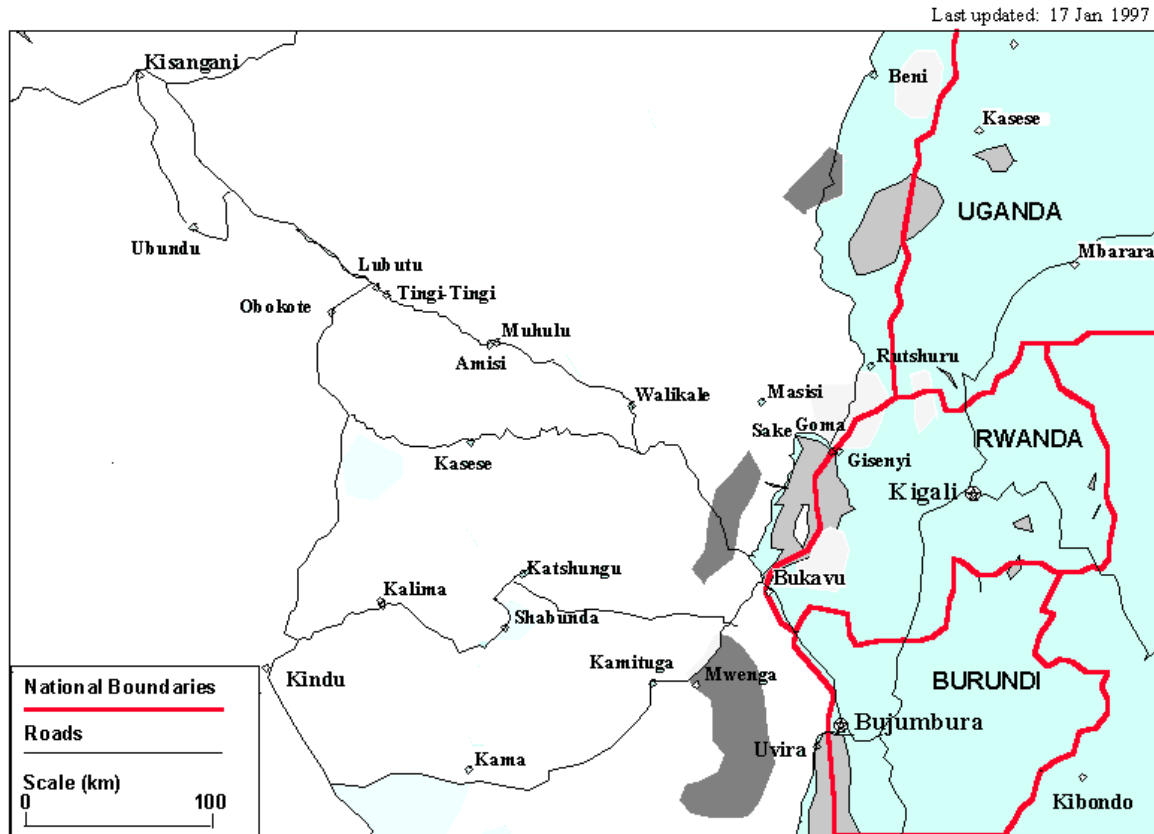 Last updated: 17 Jan 1997
Kisangani
Beni
Kasese
UGANDA
Ubundu
Mbarara
Lubutu
Tingi-Tingi
Obokote
Muhulu
Amisi
Rutshuru
Walikale
Masisi
Sake
Goma
RWANDA
Kasese
Gisenyi
Kigali
Katshungu
Bukavu
Kalima
Shabunda
Kamituga
Mwenga
Kindu
BURUNDI
National Boundaries
Roads
Bujumbura
Uvira
Kama
Scale (km)
0 100
Kibondo